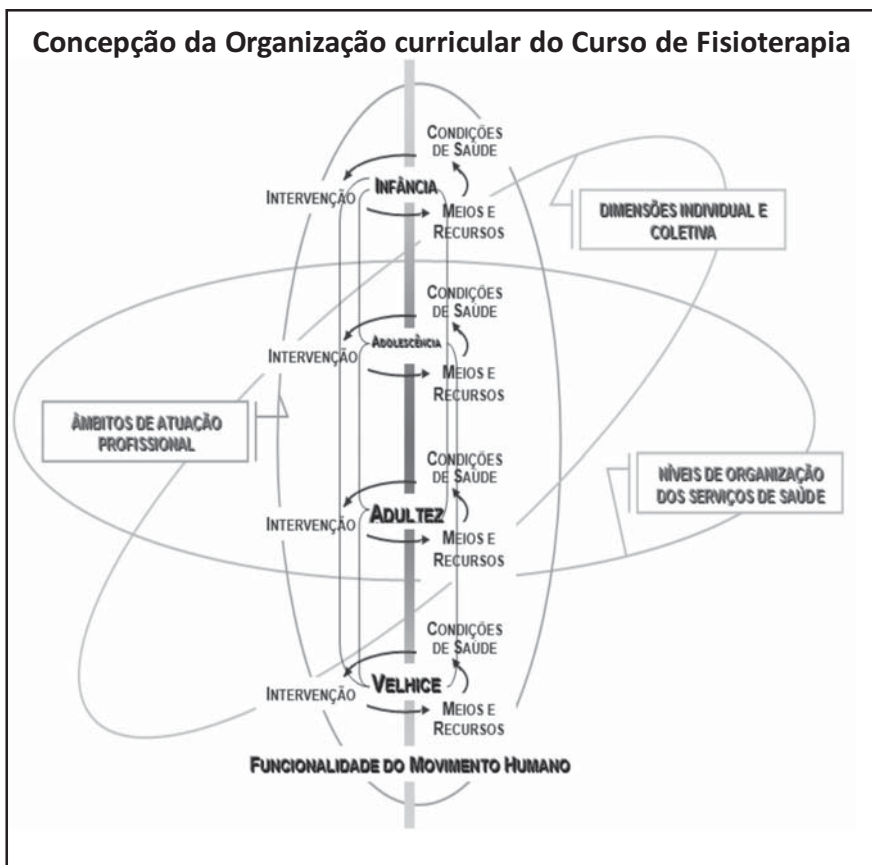 Concepção da Organização curricular do Curso de Fisioterapia
CONDIÇÕES
DE SAÚDE
INTERVENÇÃO
INFÂNCIA
MEIOS E
RECURSOS
DIMENSÕES INDIVIDUAL E
COLETIVA
CONDIÇÕES
DE SAÚDE
INTERVENÇÃO
ADOLESCÊNCIA
MEIOS E
RECURSOS
ÂMBITOS DE ATUAÇÃO
PROFISSIONAL
CONDIÇÕES
DE SAÚDE
NÍVEIS DE ORGANIZAÇÃO
DOS SERVIÇOS DE SAÚDE
INTERVENÇÃO
ADULTEZ
MEIOS E
RECURSOS
CONDIÇÕES
DE SAÚDE
INTERVENÇÃO
VELHICE
MEIOS E
RECURSOS
FUNCIONALIDADE DO MOVIMENTO HUMANO